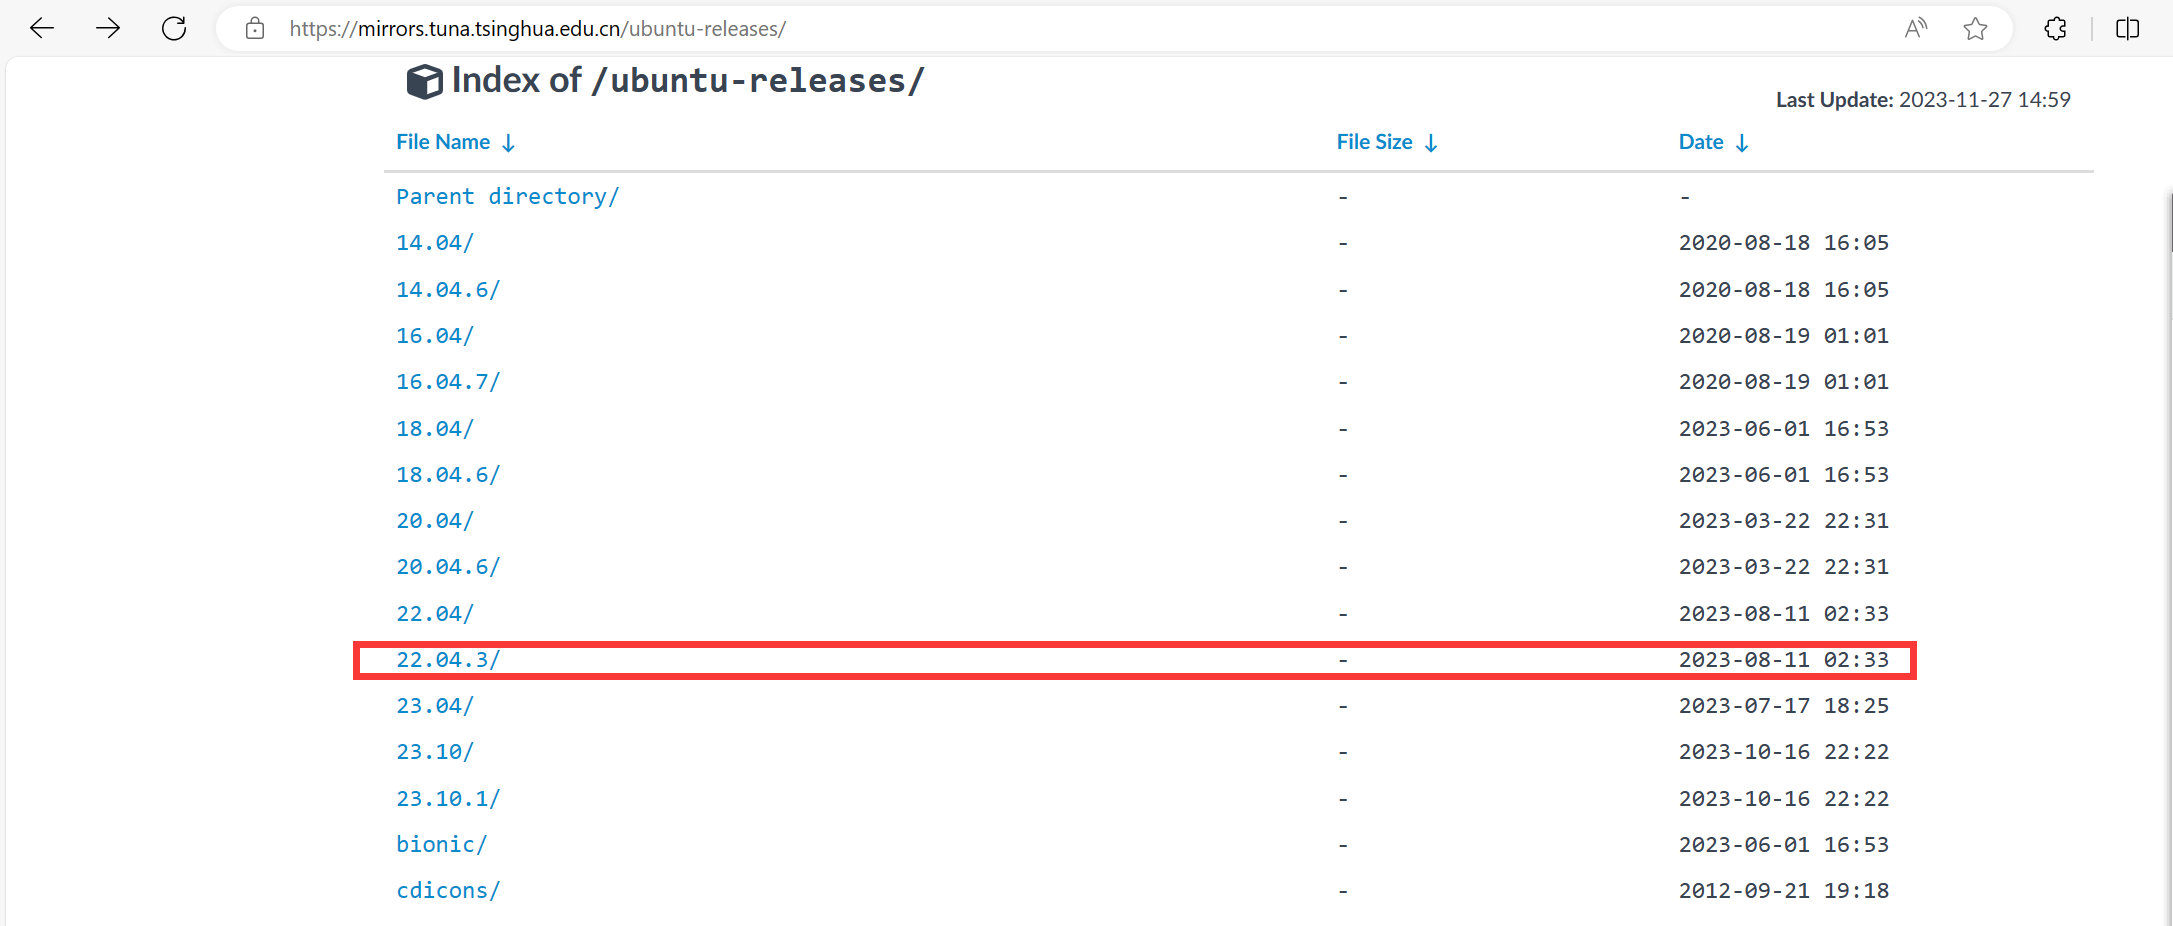 https://mirrors.tuna.tsinghua.edu.cn/ubuntu-releases/
Index of /ubuntu-releases/
Last Update: 2023-11-27 14:59
File Name ↓ File Size ↓ Date ↓
Parent directory/ - -
14.04/ - 2020-08-18 16:05
14.04.6/ - 2020-08-18 16:05
16.04/ - 2020-08-19 01:01
16.04.7/ - 2020-08-19 01:01
18.04/ - 2023-06-01 16:53
18.04.6/ - 2023-06-01 16:53
20.04/ - 2023-03-22 22:31
20.04.6/ - 2023-03-22 22:31
22.04/ - 2023-08-11 02:33
22.04.3/ - 2023-08-11 02:33
23.04/ - 2023-07-17 18:25
23.10/ - 2023-10-16 22:22
23.10.1/ - 2023-10-16 22:22
bionic/ - 2023-06-01 16:53
cdicons/ - 2012-09-21 19:18